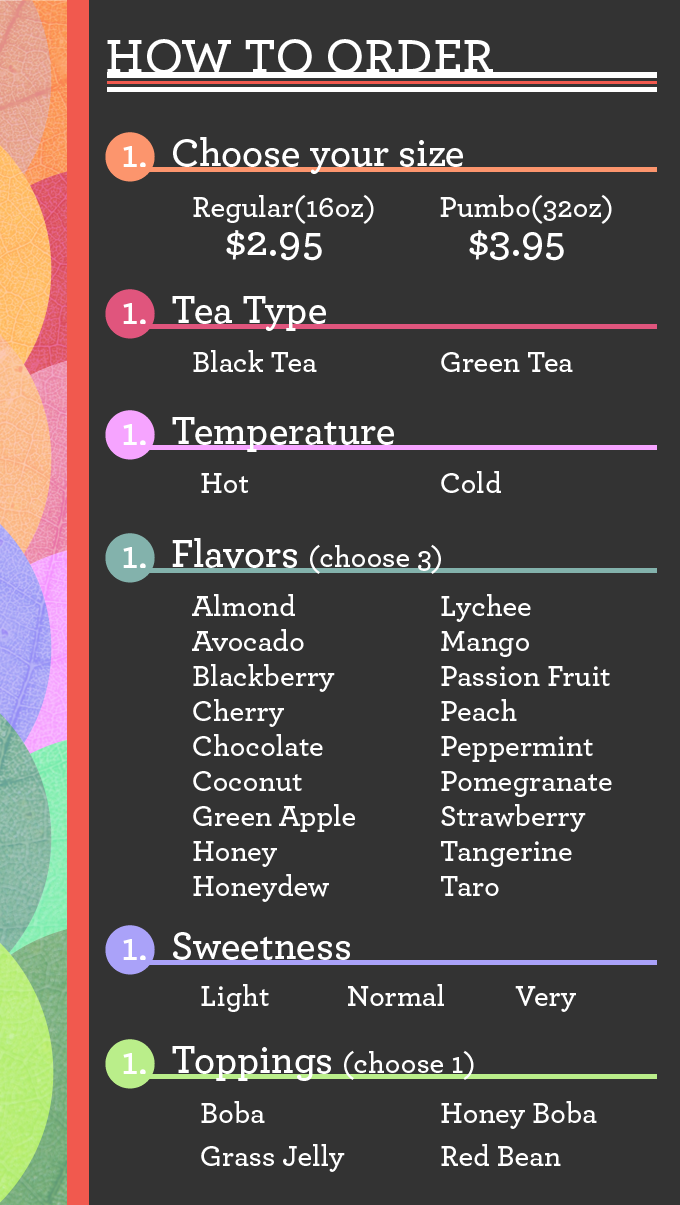 HOW TO ORDER
1. Choose your size
Regular(16oz) Pumbo(32oz)
$2.95 $3.95
1. Tea Type
Black Tea Green Tea
1. Temperature
Hot Cold
1. Flavors (choose 3)
Almond Lychee
Avocado Mango
Blackberry Passion Fruit
Cherry Peach
Chocolate Peppermint
Coconut Pomegranate
Green Apple Strawberry
Honey Tangerine
Honeydew Taro
1. Sweetness
Light Normal Very
1. Toppings (choose 1)
Boba Honey Boba
Grass Jelly Red Bean